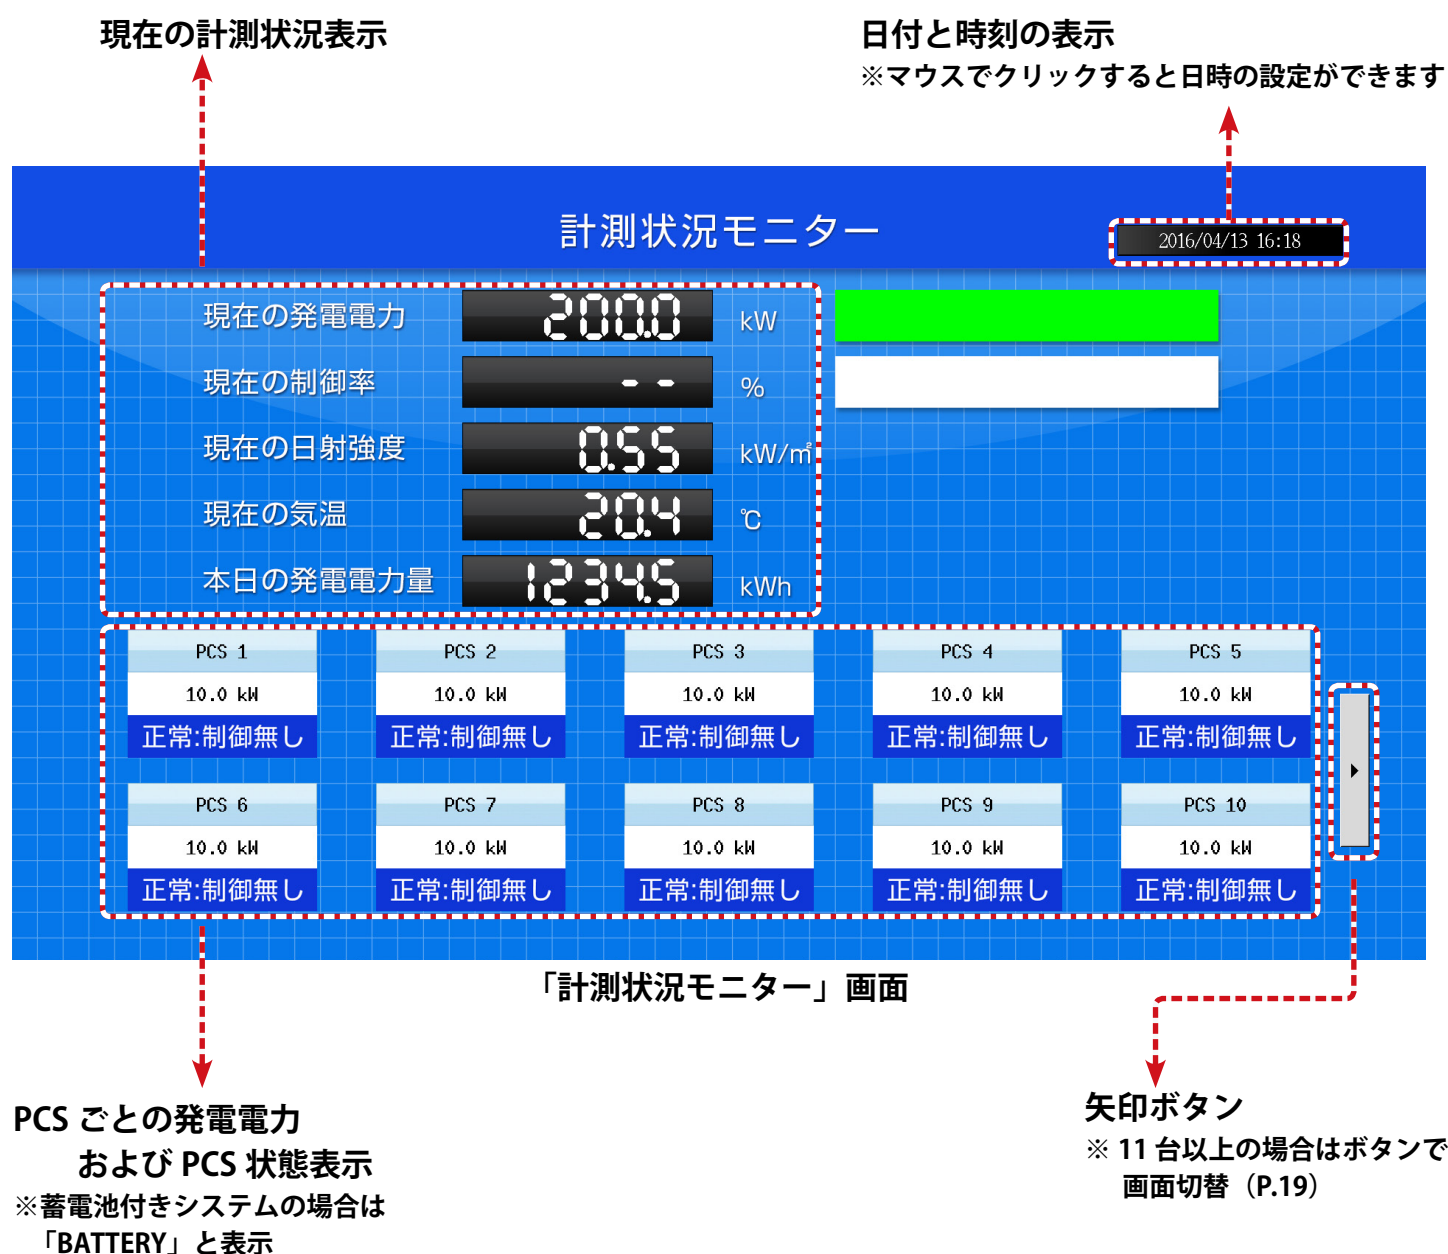 現在の計測状況表示
日付と時刻の表示
※マウスでクリックすると日時の設定ができます
計測状況モニター
2016/04/13 16:18
現在の発電電力 200.0 kW
現在の制御率 -- %
現在の日射強度 0.55 kW/㎡
現在の気温 20.4 ℃
本日の発電電力量 1234.5 kWh
PCS 1 PCS 2 PCS 3 PCS 4 PCS 5
10.0 kW 10.0 kW 10.0 kW 10.0 kW 10.0 kW
正常:制御無し 正常:制御無し 正常:制御無し 正常:制御無し 正常:制御無し
PCS 6 PCS 7 PCS 8 PCS 9 PCS 10
10.0 kW 10.0 kW 10.0 kW 10.0 kW 10.0 kW
正常:制御無し 正常:制御無し 正常:制御無し 正常:制御無し 正常:制御無し
「計測状況モニター」画面
PCS ごとの発電電力
および PCS 状態表示
※蓄電池付きシステムの場合は
「BATTERY」と表示
矢印ボタン
※ 11 台以上の場合はボタンで
画面切替（P.19）